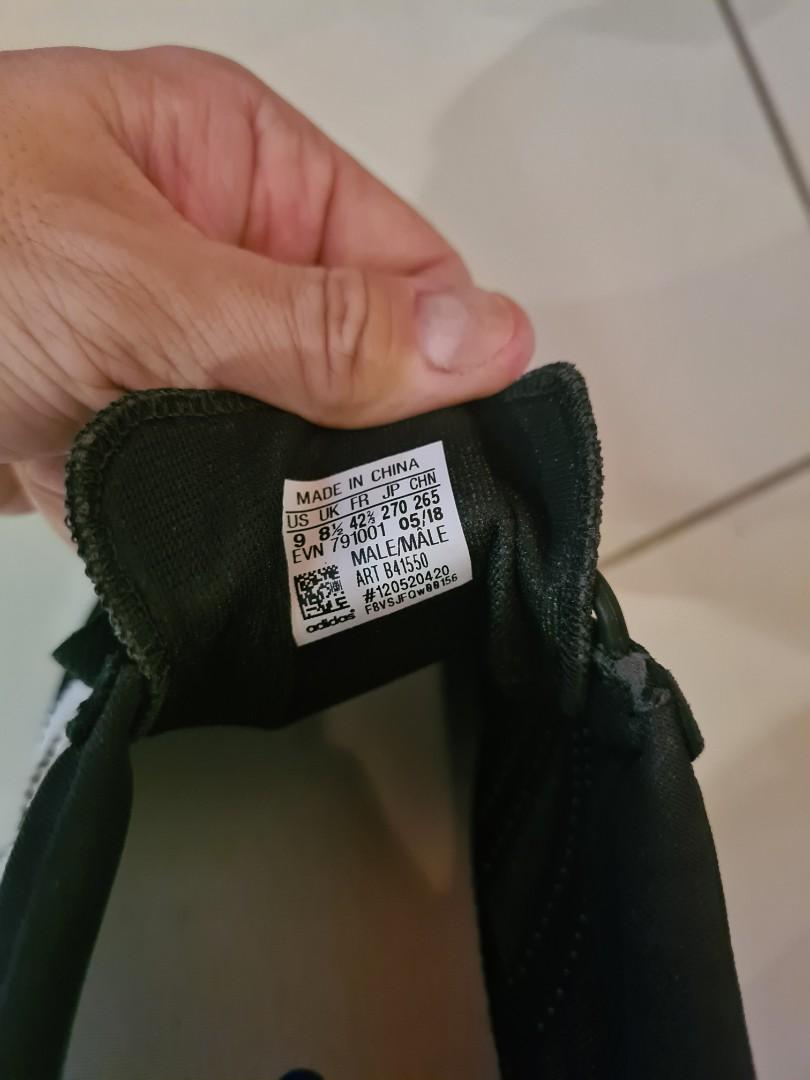 MADE IN CHINA
US UK FR JP CHN
9 8½ 42⅔ 270 265
EVN 791001 05/18
MALE/MÂLE
ART B41550
#120520420
F8VSJFQw00156
adidas